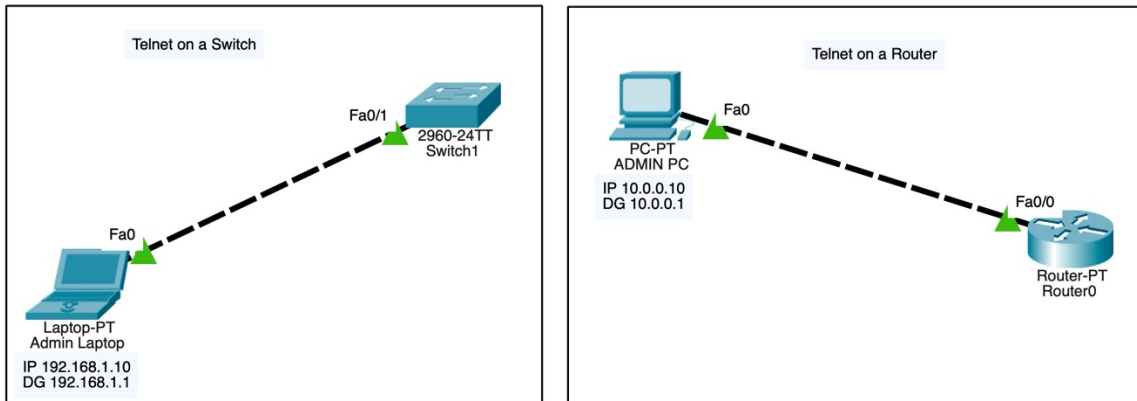 Telnet on a Switch
Fa0/1
2960-24TT
Switch1
Fa0
Laptop-PT
Admin Laptop
IP 192.168.1.10
DG 192.168.1.1
Telnet on a Router
Fa0
PC-PT
ADMIN PC
IP 10.0.0.10
DG 10.0.0.1
Fa0/0
Router-PT
Router0